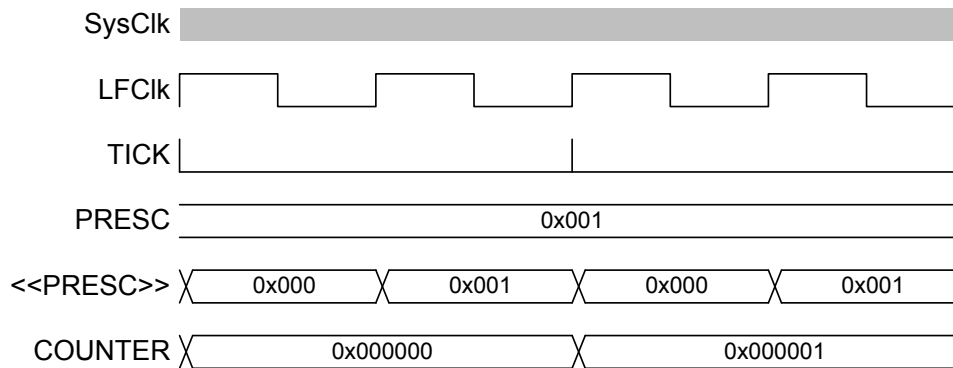 SysClk
LFClk
TICK
PRESC 0x001
<<PRESC>> 0x000 0x001 0x000 0x001
COUNTER 0x000000 0x000001